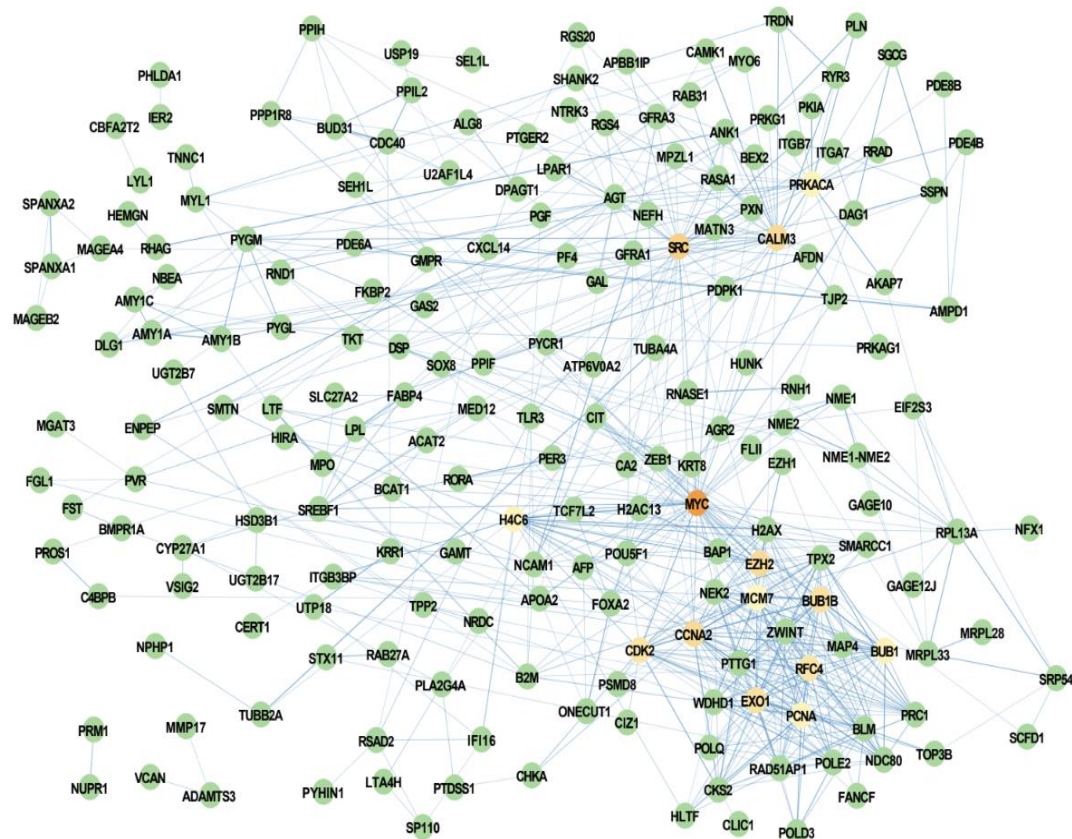 PPIH
USP19
RGS20
TRDN
PLN
SEL1L
APBB1IP
CAMK1
MYO6
SGCG
PHLDA1
SHANK2
RYR3
PDE8B
PPIL2
RAB31
IER2
PPP1R8
NTRK3
GFRA3
PRKG1
PKIA
CBFA2T2
BUD31
ALG8
PTGER2
RGS4
ANK1
ITGB7
ITGA7
RRAD
PDE4B
CDC40
TNNC1
MPZL1
BEX2
LYL1
SEH1L
U2AF1L4
LPAR1
RASA1
PRKACA
SPANXA2
MYL1
DPAGT1
AGT
SSPN
HEMGN
PGF
NEFH
PXN
DAG1
MATN3
CALM3
MAGEA4
RHAG
PYGM
PDE6A
CXCL14
SRC
SPANXA1
NBEA
GMPR
PF4
GFRA1
AFDN
RND1
GAL
PDPK1
AKAP7
MAGEB2
AMY1C
FKBP2
TJP2
AMPD1
GAS2
DLG1
AMY1A
AMY1B
PYGL
TKT
DSP
PYCR1
TUBA4A
PRKAG1
SOX8
PPIF
ATP6V0A2
HUNK
UGT2B7
SLC27A2
FABP4
RNASE1
RNH1
NME1
EIF2S3
SMTN
LTF
MED12
MGAT3
ENPEP
LPL
TLR3
CIT
AGR2
NME2
HIRA
ACAT2
FLII
NME1-NME2
MPO
PER3
ZEB1
FGL1
PVR
RORA
CA2
KRT8
EZH1
BCAT1
FST
MYC
GAGE10
SREBF1
H4C6
TCF7L2
H2AC13
HSD3B1
BMPR1A
H2AX
RPL13A
NFX1
PROS1
CYP27A1
KRR1
GAMT
NCAM1
POU5F1
BAP1
SMARCC1
AFP
EZH2
TPX2
VSIG2
UGT2B17
ITGB3BP
GAGE12J
C4BPB
NEK2
MCM7
BUB1B
UTP18
TPP2
APOA2
FOXA2
CERT1
NRDC
CCNA2
ZWINT
MRPL28
NPHP1
CDK2
MAP4
BUB1
MRPL33
STX11
RAB27A
PTTG1
RFC4
PLA2G4A
B2M
PSMD8
SRP54
WDHD1
EXO1
TUBB2A
ONECUT1
PCNA
PRC1
MMP17
CIZ1
BLM
PRM1
SCFD1
RSAD2
IFI16
POLQ
TOP3B
POLE2
NDC80
RAD51AP1
VCAN
NUPR1
ADAMTS3
PYHIN1
LTA4H
PTDSS1
CHKA
CKS2
FANCF
HLTF
CLIC1
SP110
POLD3